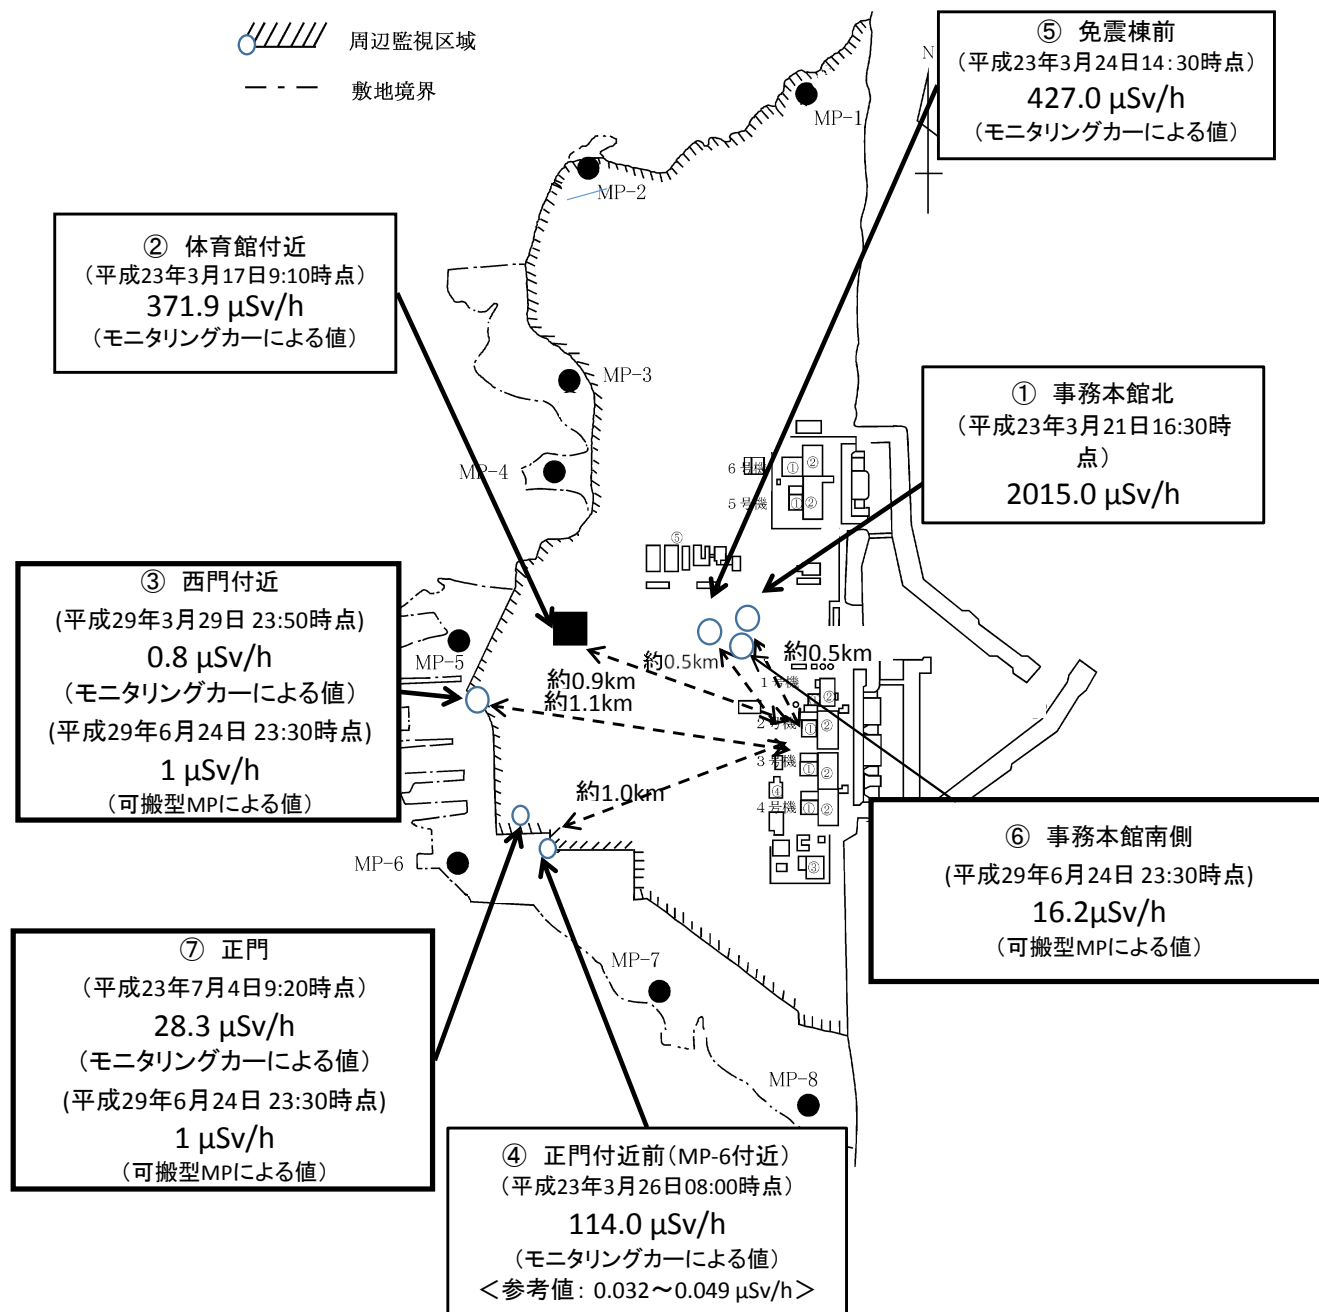 周辺監視区域
敷地境界
N
⑤ 免震棟前
(平成23年3月24日14:30時点)
427.0 μSv/h
(モニタリングカーによる値)
MP-1
MP-2
② 体育館付近
(平成23年3月17日9:10時点)
371.9 μSv/h
(モニタリングカーによる値)
MP-3
① 事務本館北
(平成23年3月21日16:30時
点)
2015.0 μSv/h
MP-4
6号機
① ②
5号機
① ②
⑤
③ 西門付近
(平成29年3月29日 23:50時点)
0.8 μSv/h
(モニタリングカーによる値)
(平成29年6月24日 23:30時点)
1 μSv/h
(可搬型MPによる値)
MP-5
約0.5km
約0.5km
約0.9km
約1.1km
1号機
②
2号機
① ②
3号機
① ②
④
約1.0km
4号機
① ②
③
⑥ 事務本館南側
(平成29年6月24日 23:30時点)
16.2μSv/h
(可搬型MPによる値)
MP-6
⑦ 正門
(平成23年7月4日9:20時点)
28.3 μSv/h
(モニタリングカーによる値)
(平成29年6月24日 23:30時点)
1 μSv/h
(可搬型MPによる値)
MP-7
MP-8
④ 正門付近前(MP-6付近)
(平成23年3月26日08:00時点)
114.0 μSv/h
(モニタリングカーによる値)
<参考値: 0.032~0.049 μSv/h>